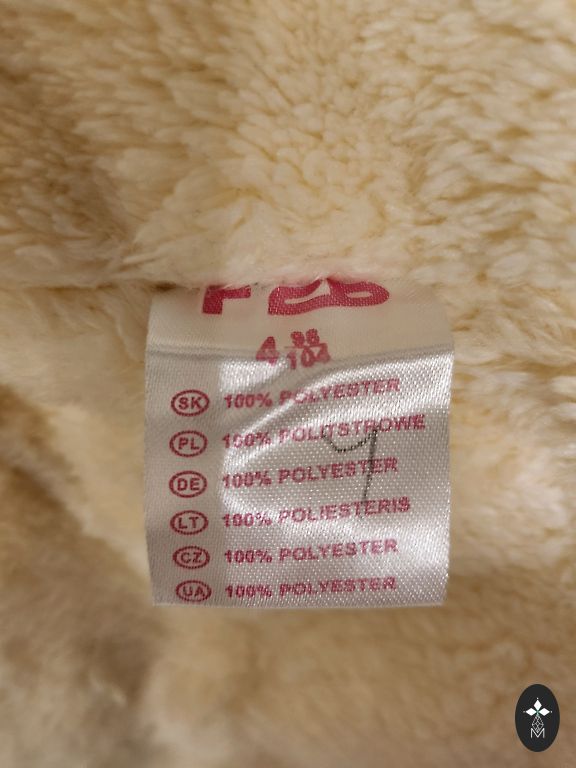 F&B
4 98
104
SK 100% POLYESTER
PL 100% POLITSTROWE
DE 100% POLYESTER
LT 100% POLIESTERIS
CZ 100% POLYESTER
UA 100% POLYESTER
M